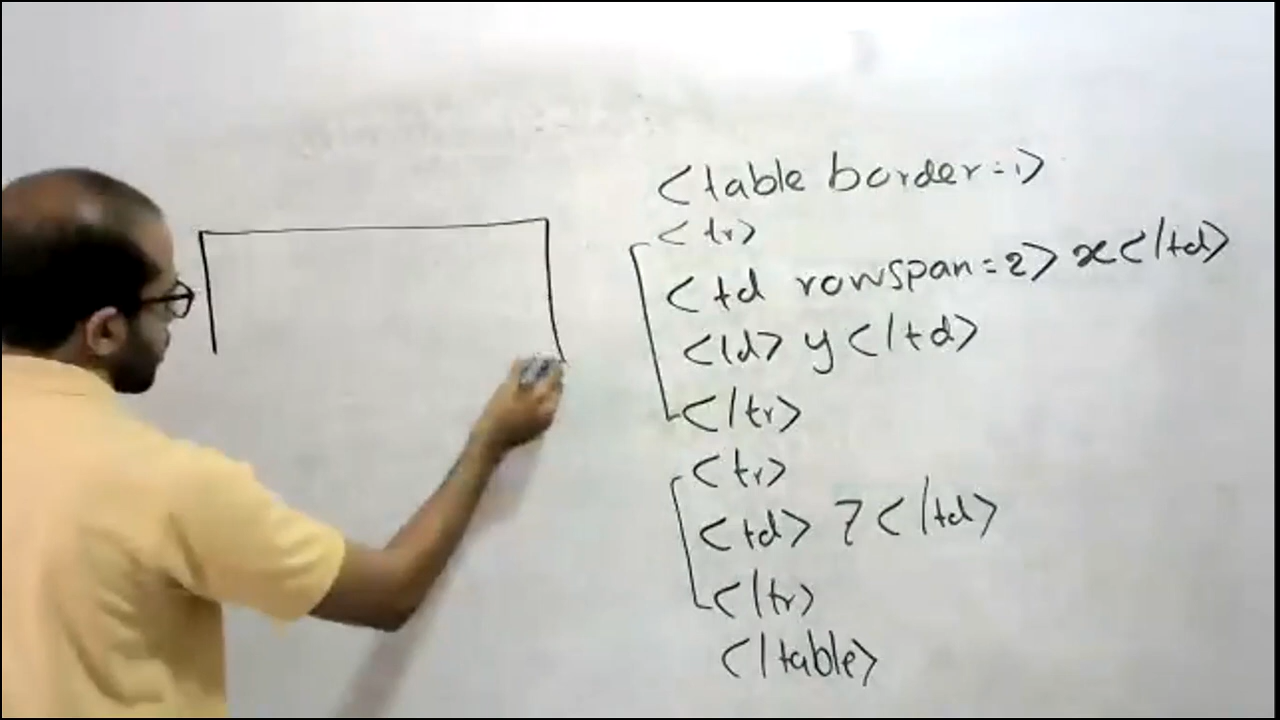 <table border=1>
<tr>
<td rowspan=2> x</td>
<td> y </td>
</tr>
<tr>
<td> z </td>
</tr>
</table>